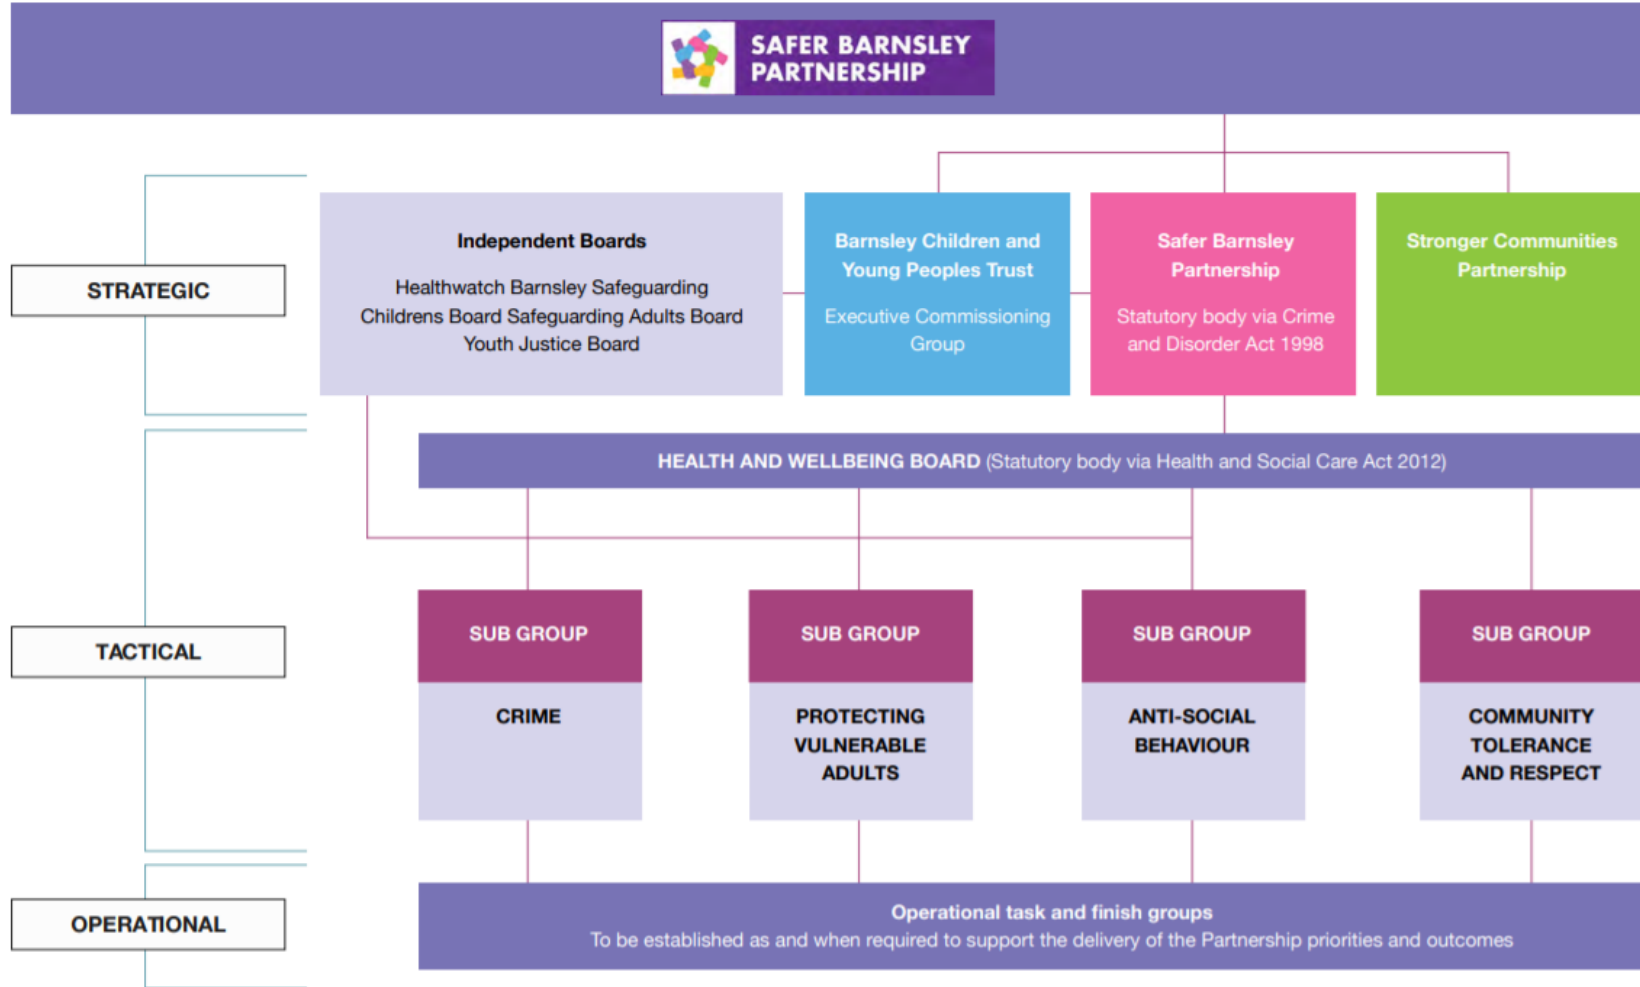 SAFER BARNSLEY
PARTNERSHIP
STRATEGIC
Independent Boards
Healthwatch Barnsley Safeguarding
Childrens Board Safeguarding Adults Board
Youth Justice Board
Barnsley Children and
Young Peoples Trust
Executive Commissioning
Group
Safer Barnsley
Partnership
Statutory body via Crime
and Disorder Act 1998
Stronger Communities
Partnership
HEALTH AND WELLBEING BOARD (Statutory body via Health and Social Care Act 2012)
TACTICAL
SUB GROUP
CRIME
SUB GROUP
PROTECTING
VULNERABLE
ADULTS
SUB GROUP
ANTI-SOCIAL
BEHAVIOUR
SUB GROUP
COMMUNITY
TOLERANCE
AND RESPECT
OPERATIONAL
Operational task and finish groups
To be established as and when required to support the delivery of the Partnership priorities and outcomes